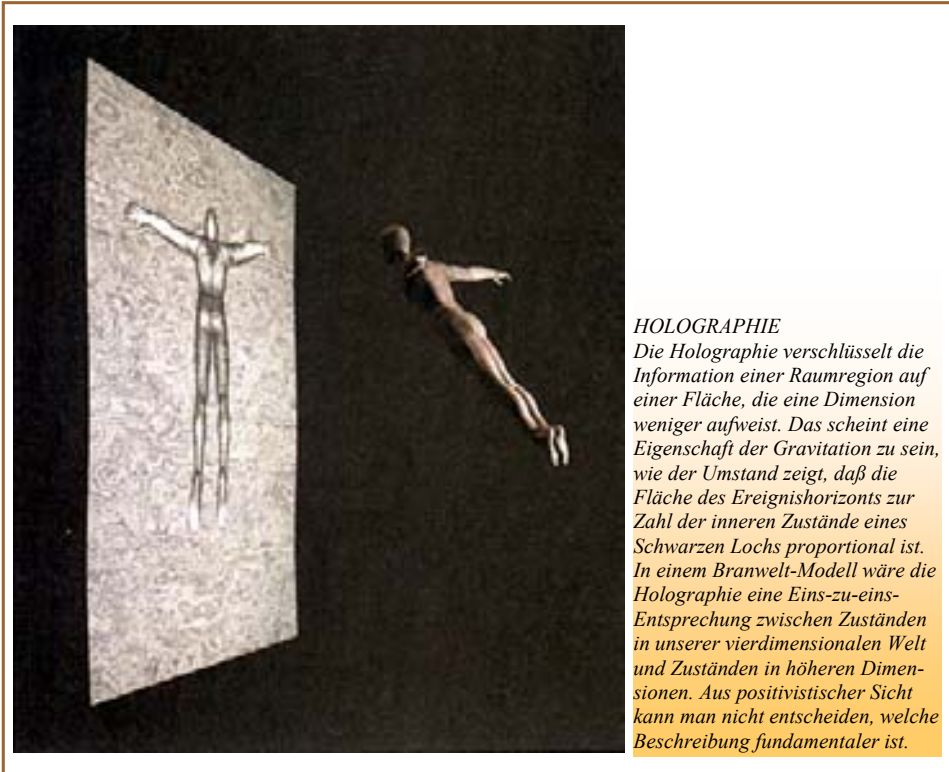 HOLOGRAPHIE
Die Holographie verschlüsselt die
Information einer Raumregion auf
einer Fläche, die eine Dimension
weniger aufweist. Das scheint eine
Eigenschaft der Gravitation zu sein,
wie der Umstand zeigt, daß die
Fläche des Ereignishorizonts zur
Zahl der inneren Zustände eines
Schwarzen Lochs proportional ist.
In einem Branwelt-Modell wäre die
Holographie eine Eins-zu-eins-
Entsprechung zwischen Zuständen
in unserer vierdimensionalen Welt
und Zuständen in höheren Dimen-
sionen. Aus positivistischer Sicht
kann man nicht entscheiden, welche
Beschreibung fundamentaler ist.